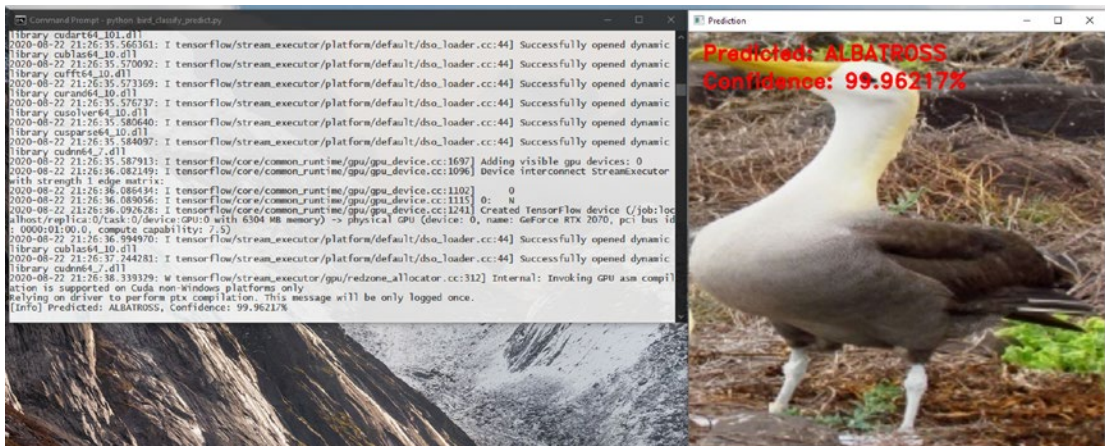 Command Prompt - python bird_classify_predict.py
library cudart64_101.dll
2020-08-22 21:26:35.566361: I tensorflow/stream_executor/platform/default/dso_loader.cc:44] Successfully opened dynamic
library cublas64_10.dll
2020-08-22 21:26:35.570092: I tensorflow/stream_executor/platform/default/dso_loader.cc:44] Successfully opened dynamic
library cufft64_10.dll
2020-08-22 21:26:35.573369: I tensorflow/stream_executor/platform/default/dso_loader.cc:44] Successfully opened dynamic
library curand64_10.dll
2020-08-22 21:26:35.576737: I tensorflow/stream_executor/platform/default/dso_loader.cc:44] Successfully opened dynamic
library cusolver64_10.dll
2020-08-22 21:26:35.580640: I tensorflow/stream_executor/platform/default/dso_loader.cc:44] Successfully opened dynamic
library cusparse64_10.dll
2020-08-22 21:26:35.584097: I tensorflow/stream_executor/platform/default/dso_loader.cc:44] Successfully opened dynamic
library cudnn64_7.dll
2020-08-22 21:26:35.587913: I tensorflow/core/common_runtime/gpu/gpu_device.cc:1697] Adding visible gpu devices: 0
2020-08-22 21:26:36.082149: I tensorflow/core/common_runtime/gpu/gpu_device.cc:1096] Device interconnect StreamExecutor
with strength 1 edge matrix:
2020-08-22 21:26:36.086434: I tensorflow/core/common_runtime/gpu/gpu_device.cc:1102] 0
2020-08-22 21:26:36.089056: I tensorflow/core/common_runtime/gpu/gpu_device.cc:1115] 0: N
2020-08-22 21:26:36.092628: I tensorflow/core/common_runtime/gpu/gpu_device.cc:1241] Created TensorFlow device (/job:loc
alhost/replica:0/task:0/device:GPU:0 with 6304 MB memory) -> physical GPU (device: 0, name: GeForce RTX 2070, pci bus id
: 0000:01:00.0, compute capability: 7.5)
2020-08-22 21:26:36.994970: I tensorflow/stream_executor/platform/default/dso_loader.cc:44] Successfully opened dynamic
library cublas64_10.dll
2020-08-22 21:26:37.244281: I tensorflow/stream_executor/platform/default/dso_loader.cc:44] Successfully opened dynamic
library cudnn64_7.dll
2020-08-22 21:26:38.339329: W tensorflow/stream_executor/gpu/redzone_allocator.cc:312] Internal: Invoking GPU asm compil
ation is supported on Cuda non-Windows platforms only
Relying on driver to perform ptx compilation. This message will be only logged once.
[Info] Predicted: ALBATROSS, Confidence: 99.96217%
Prediction
Predicted: ALBATROSS
Confidence: 99.96217%